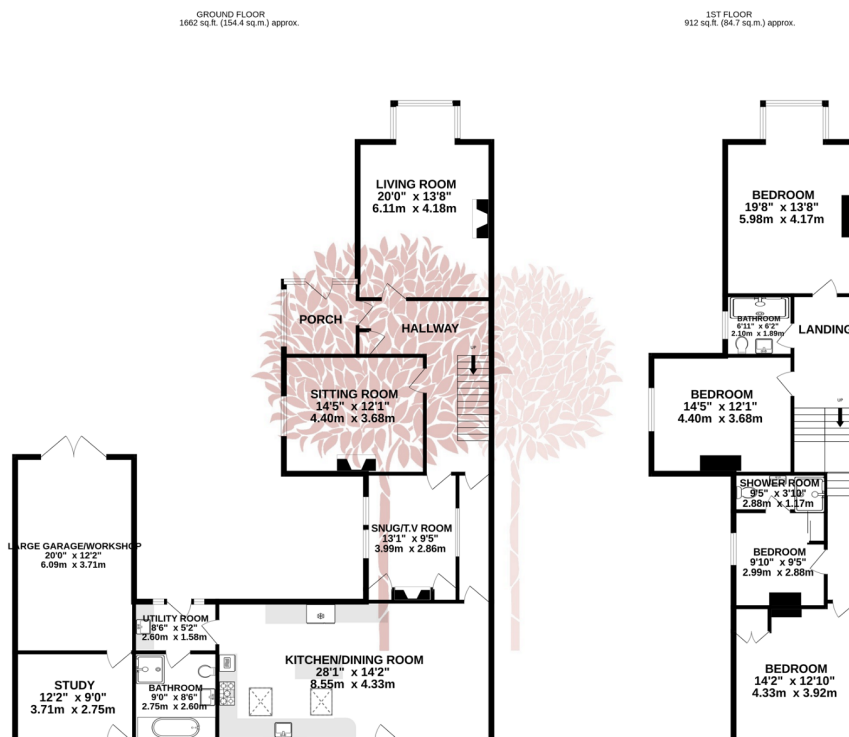 GROUND FLOOR
1662 sq.ft. (154.4 sq.m.) approx.
1ST FLOOR
912 sq.ft. (84.7 sq.m.) approx.
LIVING ROOM
20'0" x 13'8"
6.11m x 4.18m
PORCH
HALLWAY
UP
SITTING ROOM
14'5" x 12'1"
4.40m x 3.68m
SNUG/T.V ROOM
13'1" x 9'5"
3.99m x 2.86m
LARGE GARAGE/WORKSHOP
20'0" x 12'2"
6.09m x 3.71m
UTILITY ROOM
8'6" x 5'2"
2.60m x 1.58m
KITCHEN/DINING ROOM
28'1" x 14'2"
8.55m x 4.33m
STUDY
12'2" x 9'0"
3.71m x 2.75m
BATHROOM
9'0" x 8'6"
2.75m x 2.60m
BEDROOM
19'8" x 13'8"
5.98m x 4.17m
BATHROOM
6'11" x 6'2"
2.10m x 1.89m
LANDING
BEDROOM
14'5" x 12'1"
4.40m x 3.68m
UP
SHOWER ROOM
9'5" x 3'10"
2.88m x 1.17m
BEDROOM
9'10" x 9'5"
2.99m x 2.88m
BEDROOM
14'2" x 12'10"
4.33m x 3.92m